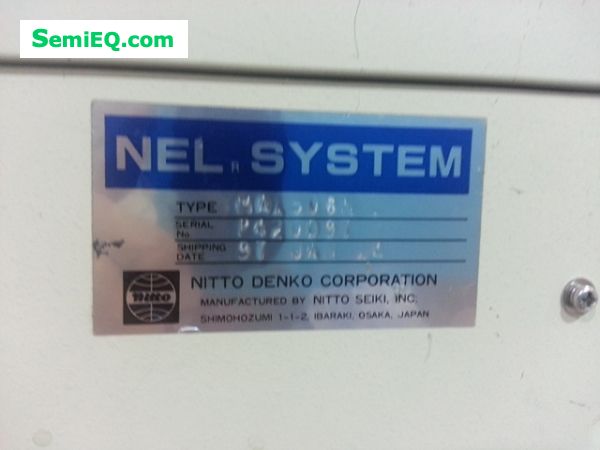 SemiEQ.com
NEL R SYSTEM
TYPE
SERIAL
No.
SHIPPING
DATE
NITTO DENKO CORPORATION
nitto
MANUFACTURED BY NITTO SEIKI, INC.
SHIMOHOZUMI 1-1-2, IBARAKI, OSAKA, JAPAN